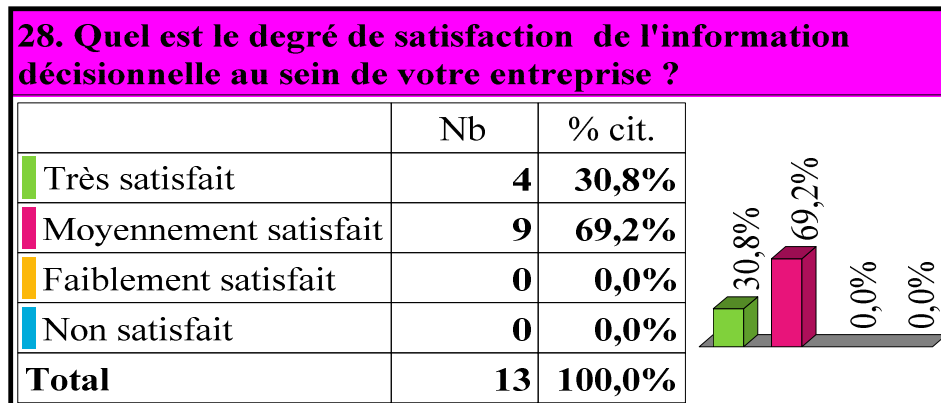 28. Quel est le degré de satisfaction de l'information
décisionnelle au sein de votre entreprise ?
Nb % cit.
Très satisfait 4 30,8%
Moyennement satisfait 9 69,2%
Faiblement satisfait 0 0,0%
Non satisfait 0 0,0%
Total 13 100,0%
30,8% 69,2% 0,0% 0,0%